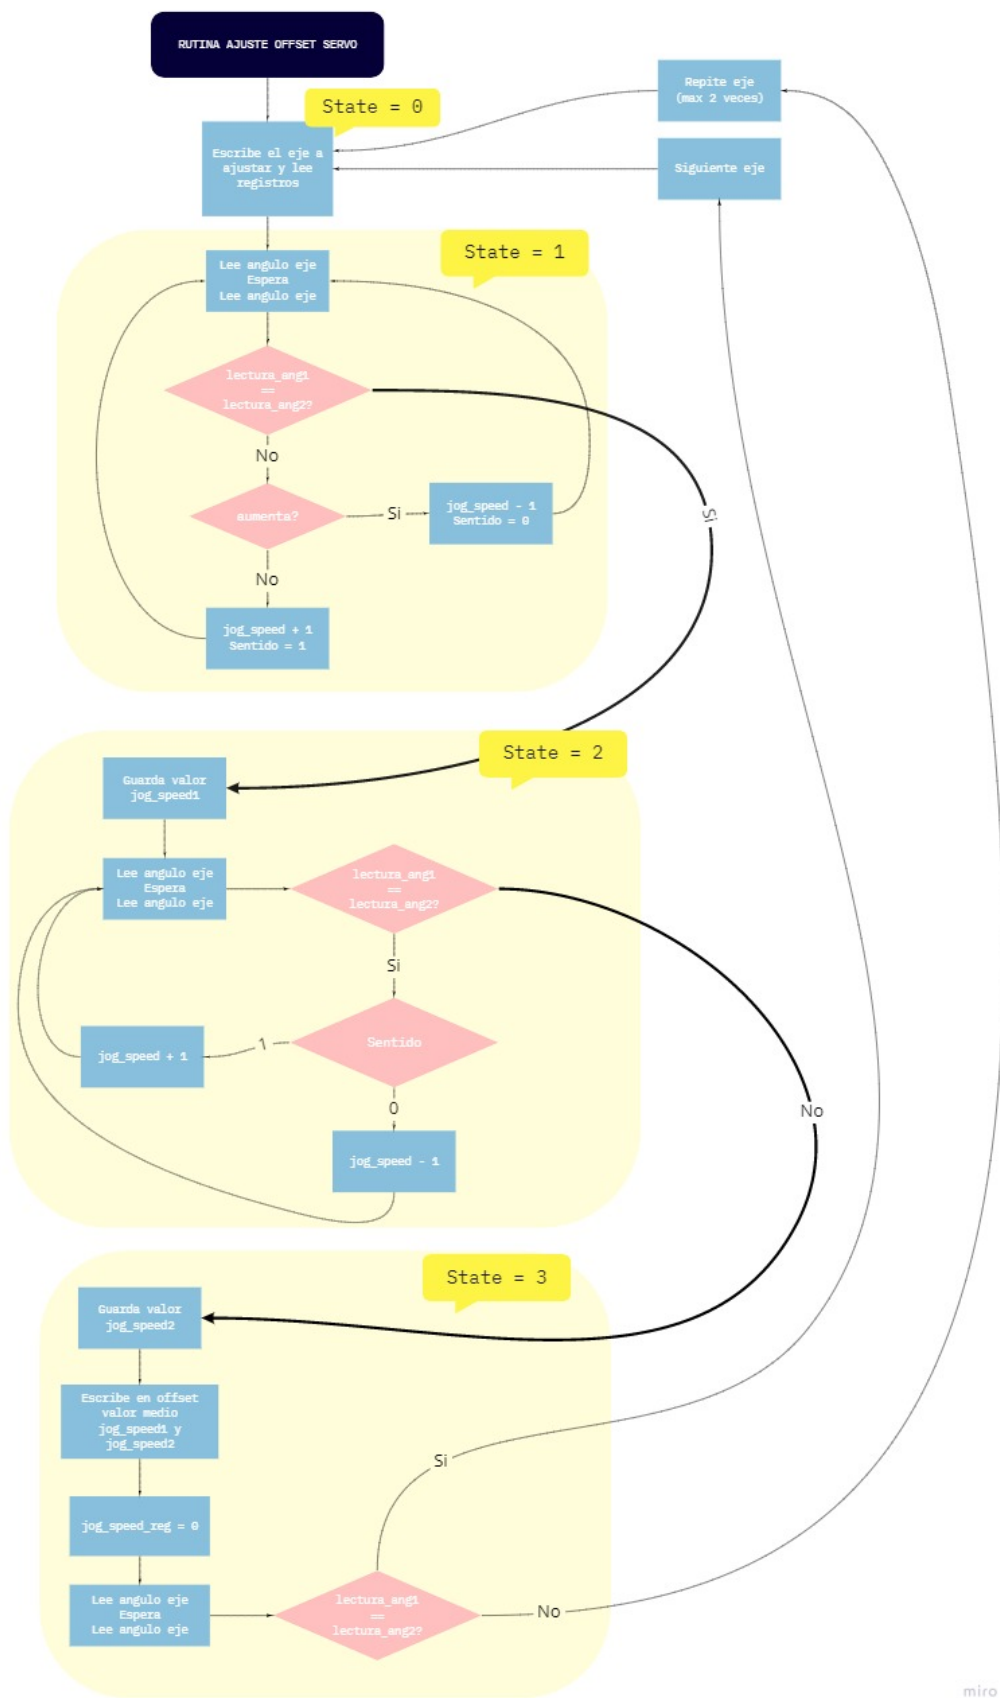 RUTINA AJUSTE OFFSET SERVO
State = 0
Repite eje
(max 2 veces)
Escribe el eje a
ajustar y lee
registros
Siguiente eje
State = 1
Lee angulo eje
Espera
Lee angulo eje
lectura_ang1
==
lectura_ang2?
No
Si
aumenta?
Si
jog_speed - 1
Sentido = 0
No
jog_speed + 1
Sentido = 1
State = 2
Guarda valor
jog_speed1
Lee angulo eje
Espera
Lee angulo eje
lectura_ang1
==
lectura_ang2?
Si
No
Sentido
1
jog_speed + 1
0
jog_speed - 1
State = 3
Guarda valor
jog_speed2
Escribe en offset
valor medio
jog_speed1 y
jog_speed2
jog_speed_reg = 0
Lee angulo eje
Espera
Lee angulo eje
lectura_ang1
==
lectura_ang2?
Si
No
miro